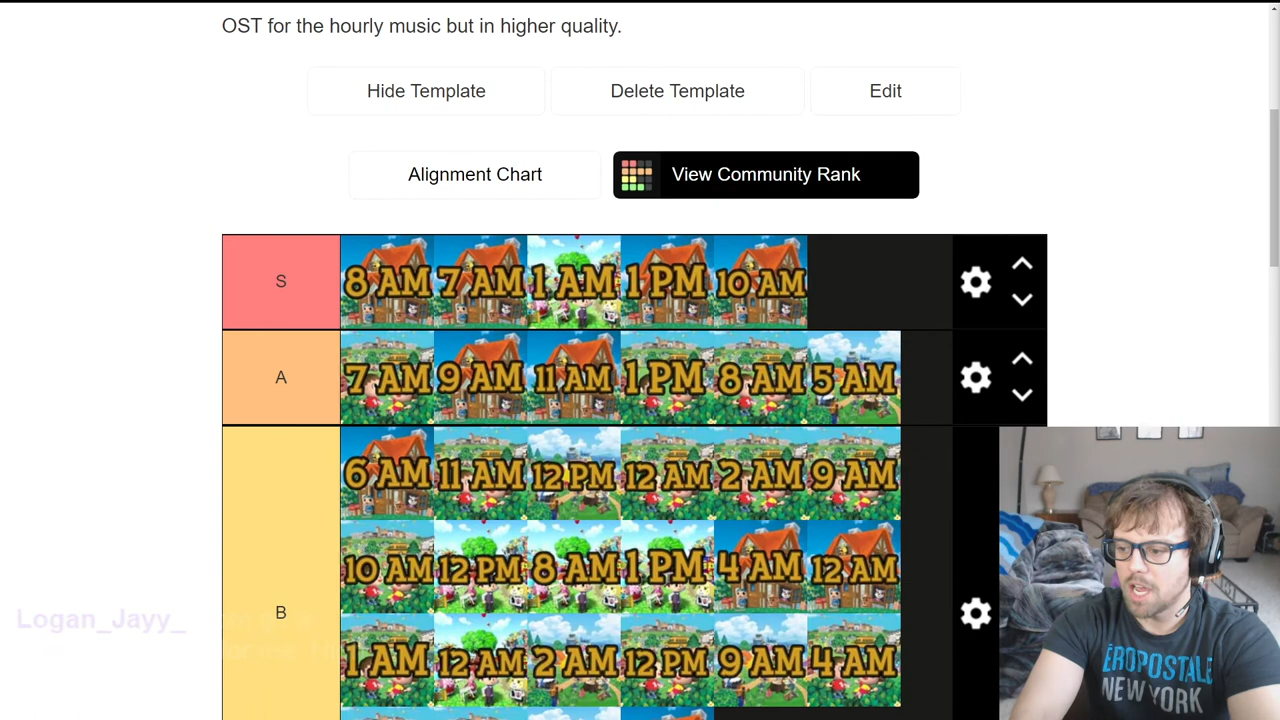 OST for the hourly music but in higher quality.
Hide Template Delete Template Edit
Alignment Chart View Community Rank
S 8 AM 7 AM 1 AM 1 PM 10 AM
A 7 AM 9 AM 11 AM 1 PM 8 AM 5 AM
6 AM 11 AM 12 PM 12 AM 2 AM 9 AM
10 AM 12 PM 8 AM 1 PM 4 AM 12 AM
B
1 AM 12 AM 2 AM 12 PM 9 AM 4 AM
Logan_Jayy_
ÉROPOSTALE
NEW YORK